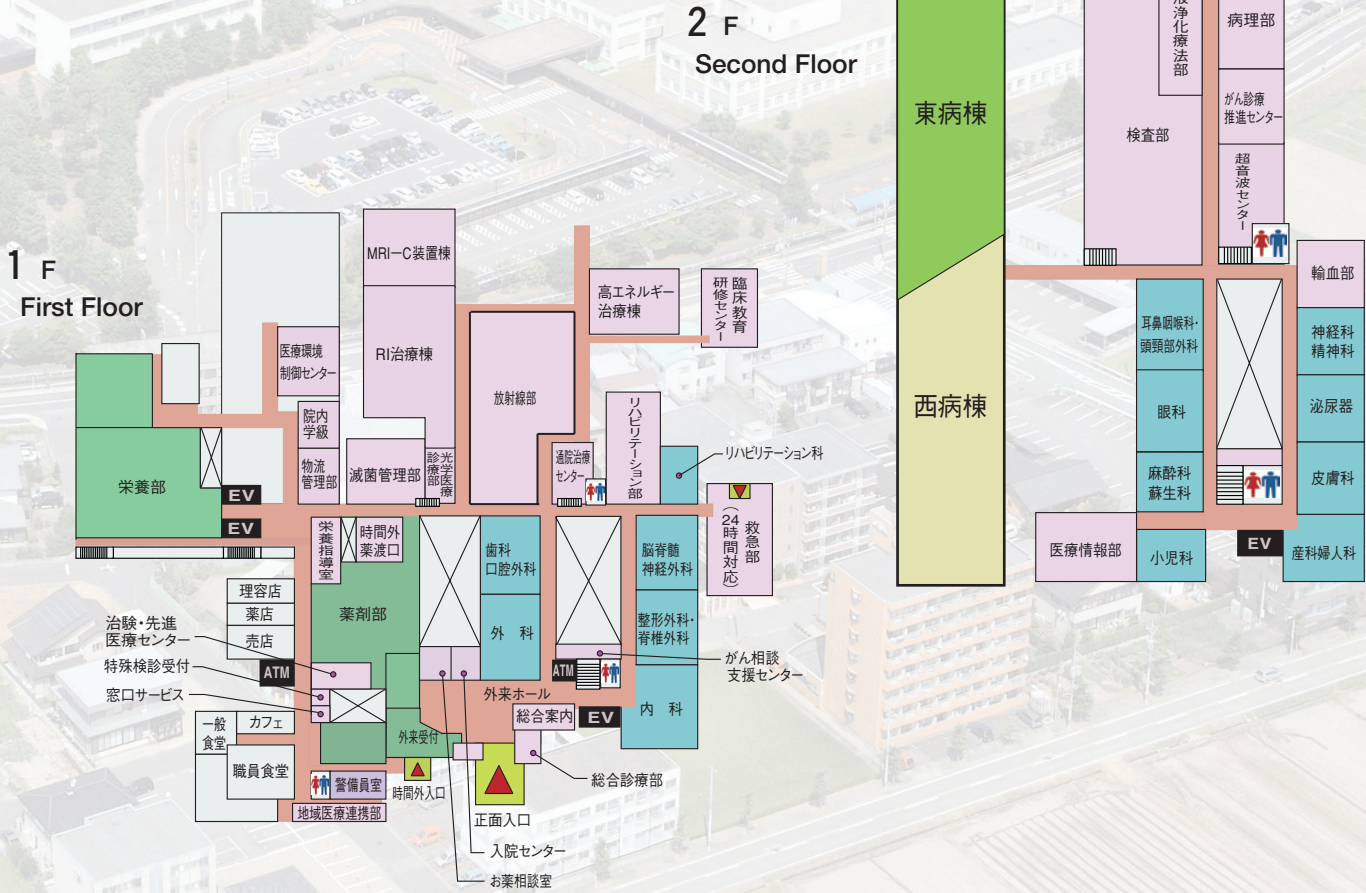 2 F
Second Floor
液浄化療法部
病理部
がん診療
推進センター
東病棟
検査部
超音波センター
輸血部
耳鼻咽喉科・
頭頸部外科
神経科
精神科
眼科
泌尿器
西病棟
麻酔科
蘇生科
皮膚科
医療情報部
小児科
EV
産科婦人科
1 F
First Floor
MRI-C装置棟
高エネルギー
治療棟
臨床教育
研修センター
医療環境
制御センター
RI治療棟
放射線部
リハビリテーション部
院内
学級
通院治療
センター
リハビリテーション科
物流
管理部
滅菌管理部
光学医療
診療部
栄養部
EV
EV
救急部
(24時間対応)
栄養指導室
時間外
薬渡口
歯科
口腔外科
脳脊髄
神経外科
理容店
薬店
売店
薬剤部
外 科
整形外科・
脊椎外科
治験・先進
医療センター
特殊検診受付
窓口サービス
ATM
ATM
がん相談
支援センター
外来ホール
内 科
一般
食堂
カフェ
総合案内
EV
職員食堂
外来受付
総合診療部
警備員室
時間外入口
地域医療連携部
正面入口
入院センター
お薬相談室